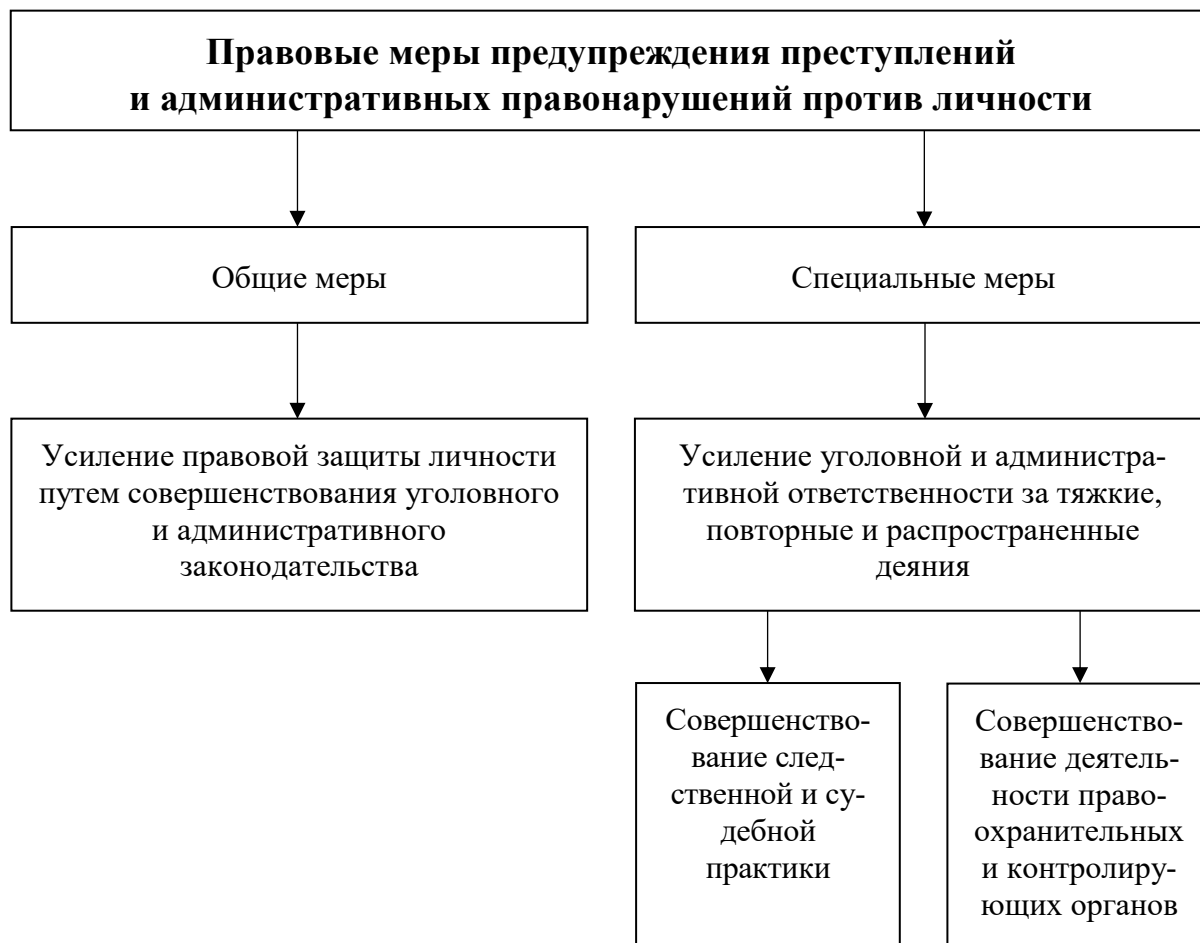 Правовые меры предупреждения преступлений
и административных правонарушений против личности
Общие меры
Специальные меры
Усиление правовой защиты личности
путем совершенствования уголовного
и административного
законодательства
Усиление уголовной и администра-
тивной ответственности за тяжкие,
повторные и распространенные
деяния
Совершенство-
вание след-
ственной и су-
дебной
практики
Совершенство-
вание деятель-
ности право-
охранительных
и контролиру-
ющих органов